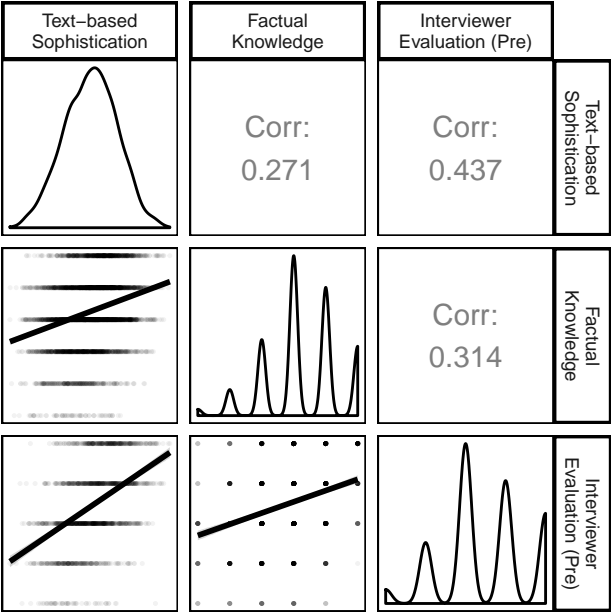 Text−based
Sophistication
Factual
Knowledge
Interviewer
Evaluation (Pre)
Corr:
0.271
Corr:
0.437
Text−based
Sophistication
Corr:
0.314
Factual
Knowledge
Interviewer
Evaluation (Pre)